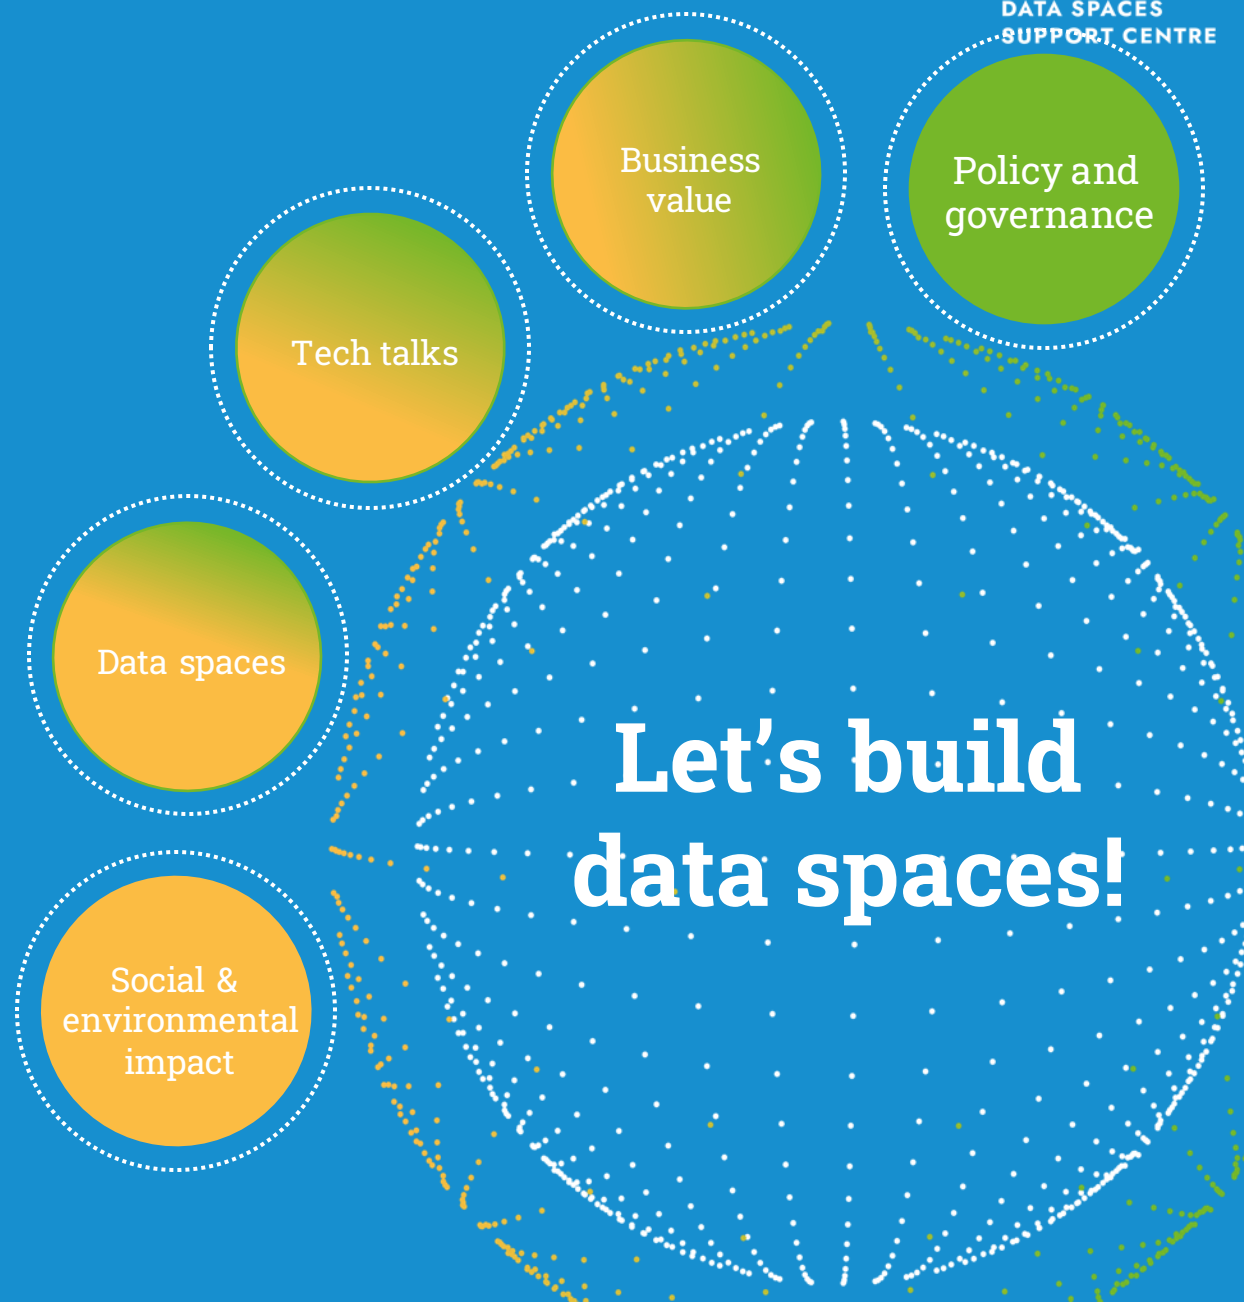 DATA SPACES
SUPPORT CENTRE
Business
value
Policy and
governance
Tech talks
Data spaces
Let’s build
data spaces!
Social &
environmental
impact